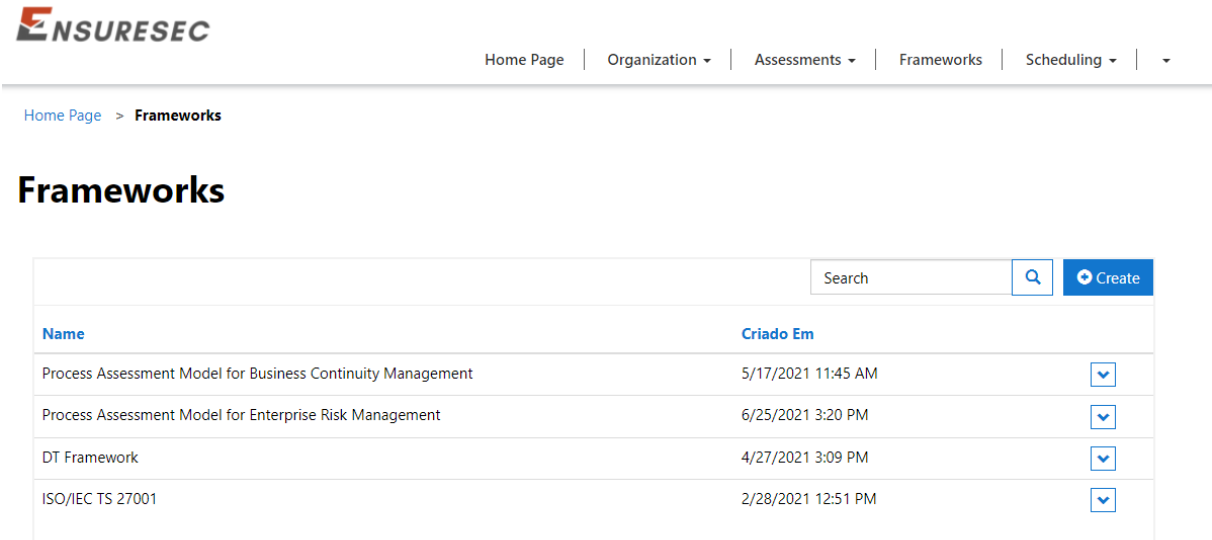 ENSURESEC
Home Page Organization Assessments Frameworks Scheduling
Home Page > Frameworks
Frameworks
Search Create
Name Criado Em
Process Assessment Model for Business Continuity Management 5/17/2021 11:45 AM
Process Assessment Model for Enterprise Risk Management 6/25/2021 3:20 PM
DT Framework 4/27/2021 3:09 PM
ISO/IEC TS 27001 2/28/2021 12:51 PM